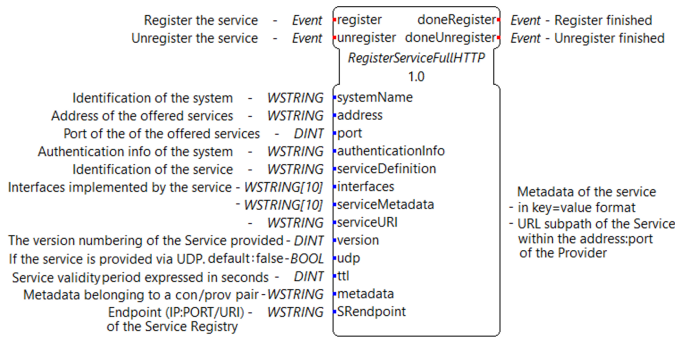 Register the service - Event register doneRegister Event - Register finished
Unregister the service - Event unregister doneUnregister Event - Unregister finished
RegisterServiceFullHTTP
1.0
Identification of the system - WSTRING systemName
Address of the offered services - WSTRING address
Port of the of the offered services - DINT port
Authentication info of the system - WSTRING authenticationInfo
Identification of the service - WSTRING serviceDefinition
Interfaces implemented by the service - WSTRING[10] interfaces
- WSTRING[10] serviceMetadata
- WSTRING serviceURI
The version numbering of the Service provided - DINT version
If the service is provided via UDP. default:false - BOOL udp
Service validity period expressed in seconds - DINT ttl
Metadata belonging to a con/prov pair - WSTRING metadata
Endpoint (IP:PORT/URI) - WSTRING SRendpoint
of the Service Registry
Metadata of the service
- in key=value format
- URL subpath of the Service
within the address:port
of the Provider